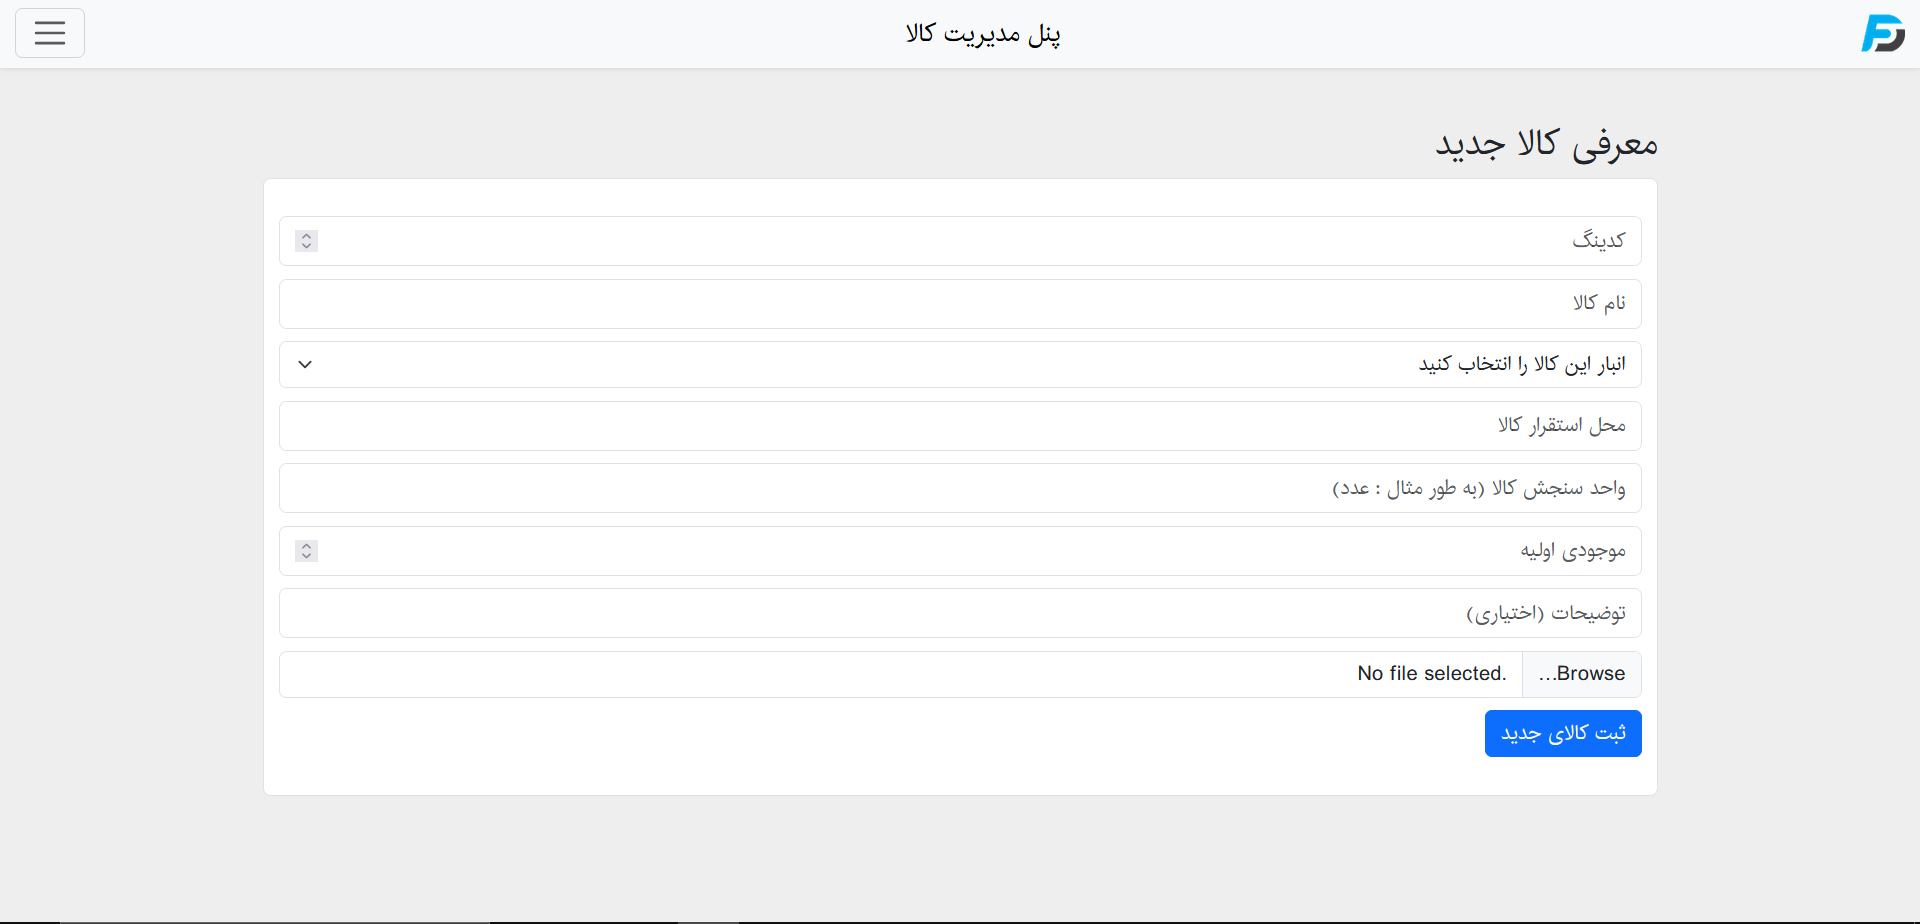 پنل مدیریت کالا
معرفی کالا جدید
کدینگ
نام کالا
انبار این کالا را انتخاب کنید
محل استقرار کالا
واحد سنجش کالا (به طور مثال : عدد)
موجودی اولیه
توضیحات (اختیاری)
Browse... No file selected.
ثبت کالای جدید